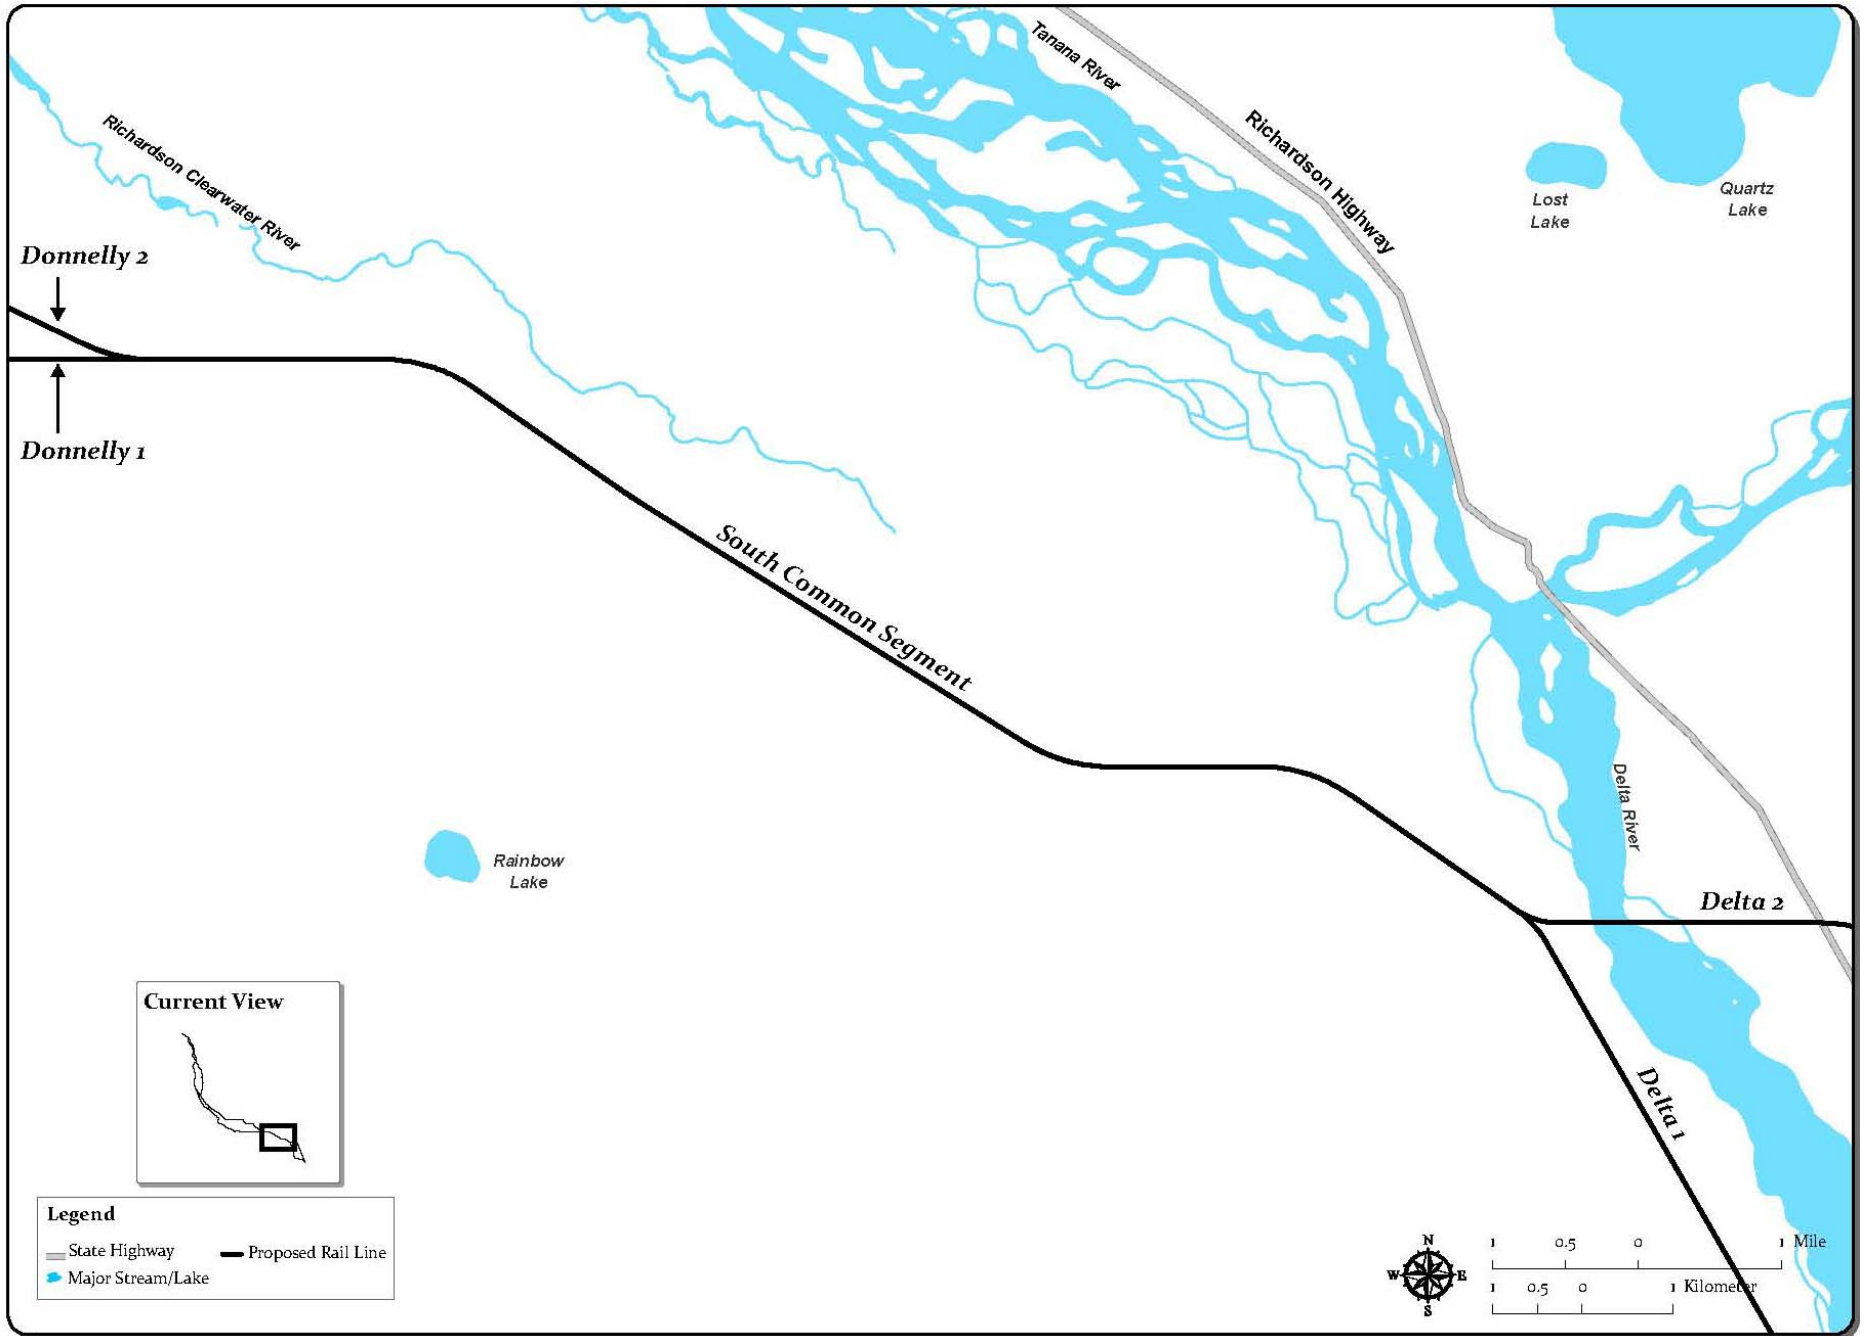 Tanana River
Richardson Highway
Richardson Clearwater River
Lost
Lake
Quartz
Lake
Donnelly 2
Donnelly 1
South Common Segment
Delta River
Rainbow
Lake
Delta 2
Delta 1
Current View
Legend
State Highway
Proposed Rail Line
Major Stream/Lake
N
W E
S
1 0.5 0 1 Mile
1 0.5 0 1 Kilometer